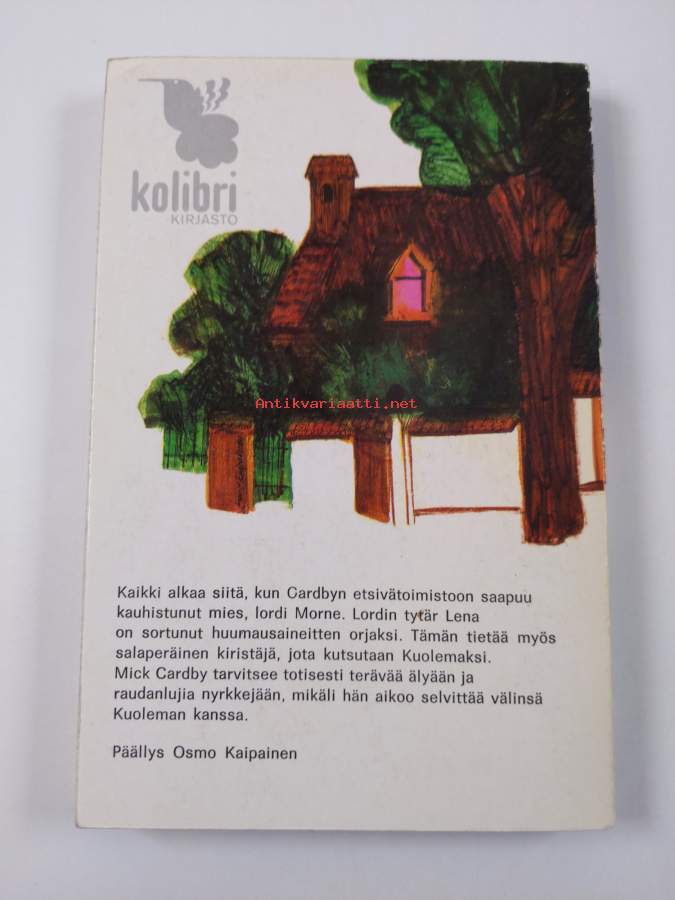 kolibri
KIRJASTO
Antikvariaatti.net
Kaikki alkaa siitä, kun Cardbyn etsivätoimistoon saapuu
kauhistunut mies, lordi Morne. Lordin tytär Lena
on sortunut huumausaineitten orjaksi. Tämän tietää myös
salaperäinen kiristäjä, jota kutsutaan Kuolemaksi.
Mick Cardby tarvitsee totisesti terävää älyään ja
raudanlujia nyrkkejään, mikäli hän aikoo selvittää välinsä
Kuoleman kanssa.
Päällys Osmo Kaipainen